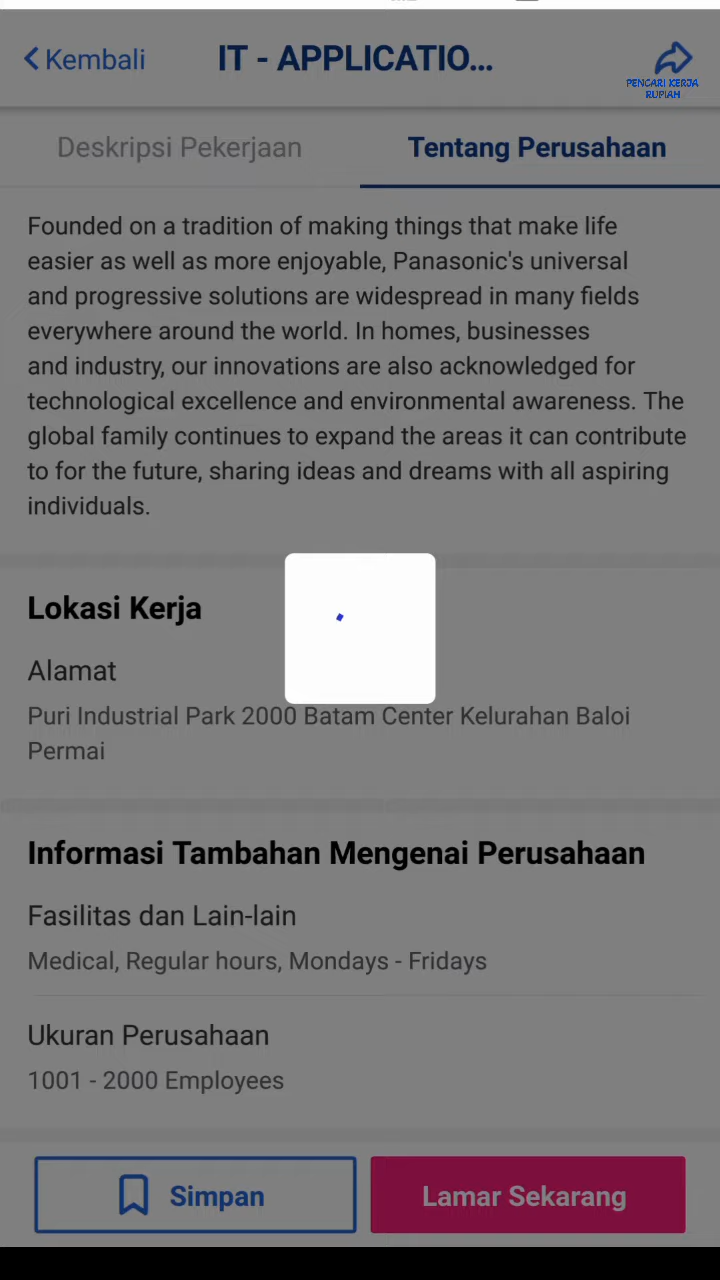 Kembali
IT - APPLICATIO...
PENCARI KERJA
RUPIAH
Deskripsi Pekerjaan
Tentang Perusahaan
Founded on a tradition of making things that make life
easier as well as more enjoyable, Panasonic's universal
and progressive solutions are widespread in many fields
everywhere around the world. In homes, businesses
and industry, our innovations are also acknowledged for
technological excellence and environmental awareness. The
global family continues to expand the areas it can contribute
to for the future, sharing ideas and dreams with all aspiring
individuals.
Lokasi Kerja
Alamat
Puri Industrial Park 2000 Batam Center Kelurahan Baloi
Permai
Informasi Tambahan Mengenai Perusahaan
Fasilitas dan Lain-lain
Medical, Regular hours, Mondays - Fridays
Ukuran Perusahaan
1001 - 2000 Employees
Simpan
Lamar Sekarang